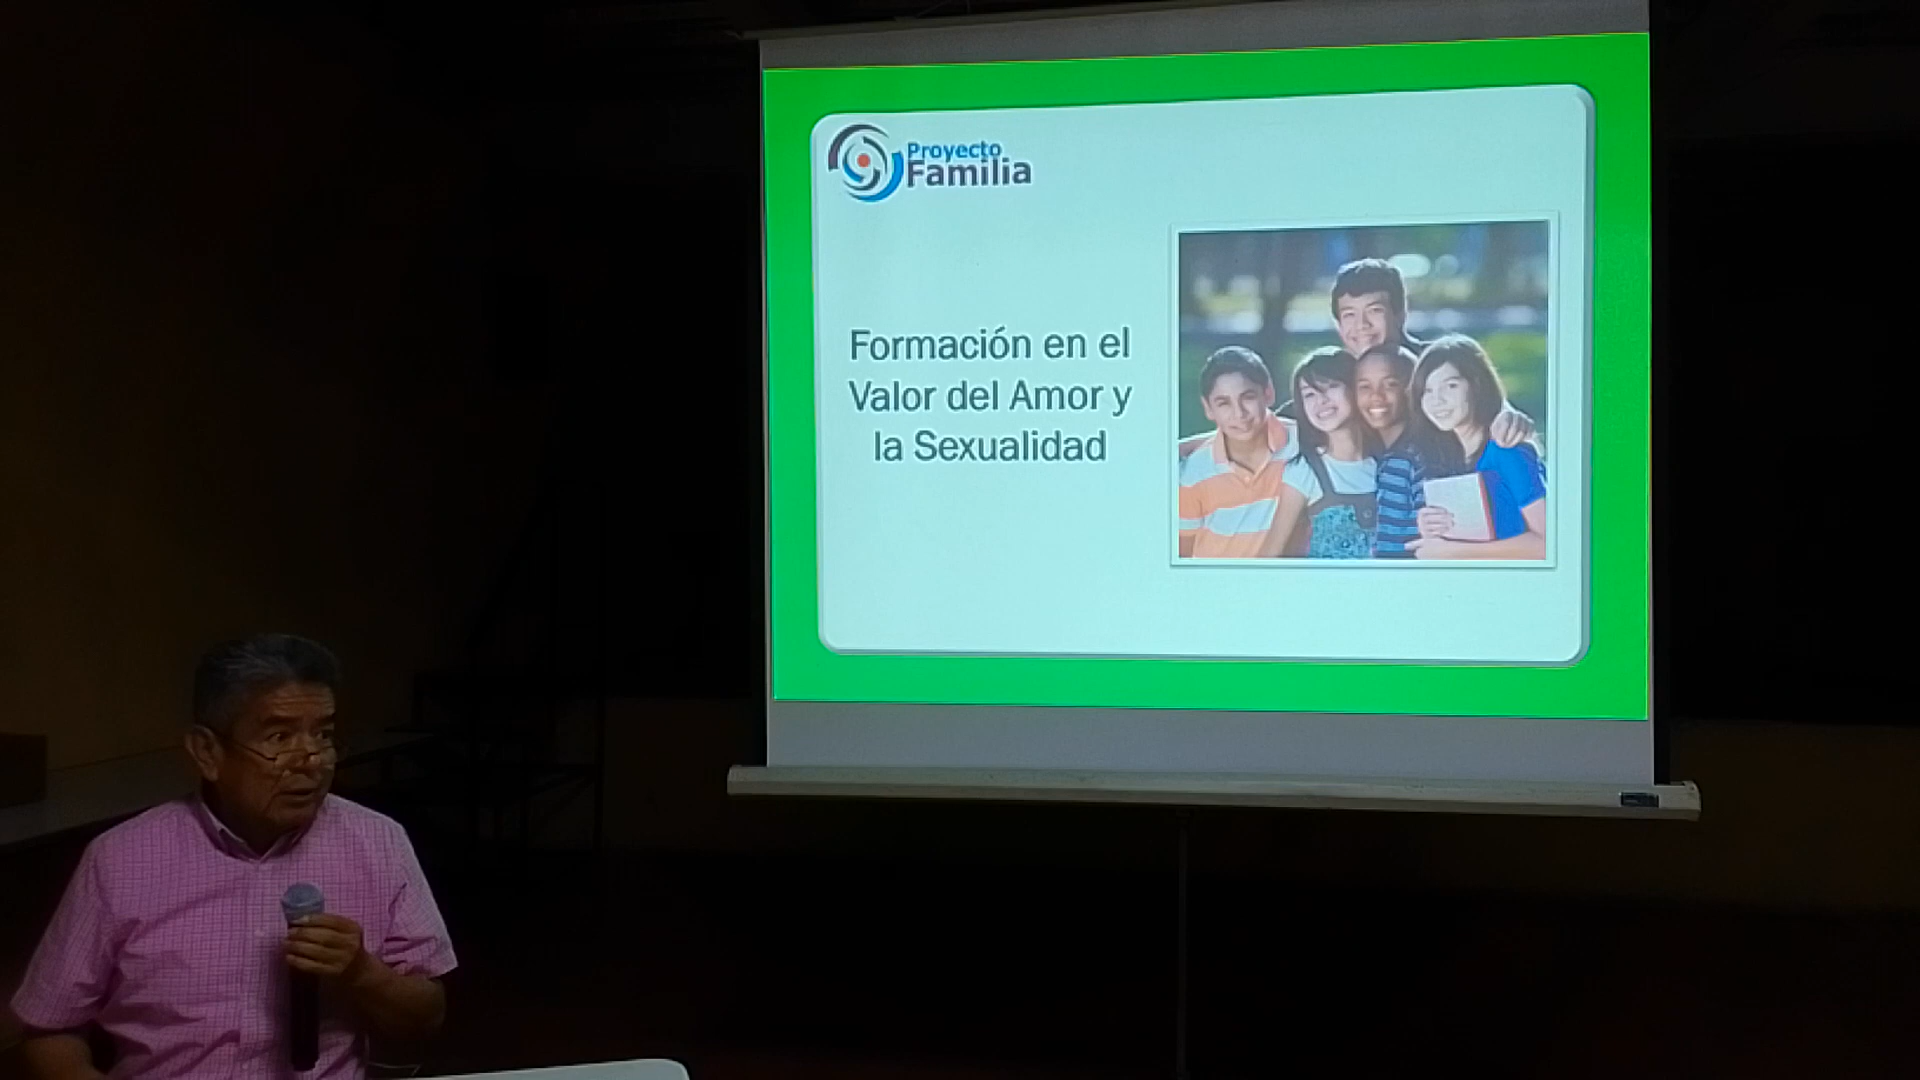 Proyecto
Familia
Formación en el
Valor del Amor y
la Sexualidad